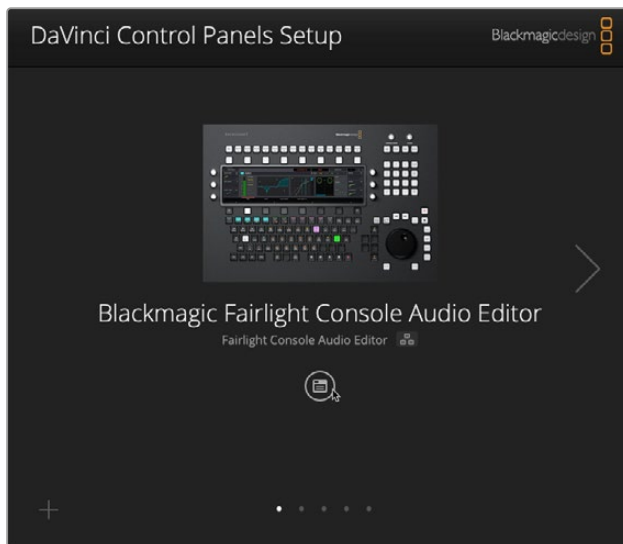 DaVinci Control Panels Setup
Blackmagicdesign
Blackmagic Fairlight Console Audio Editor
Fairlight Console Audio Editor